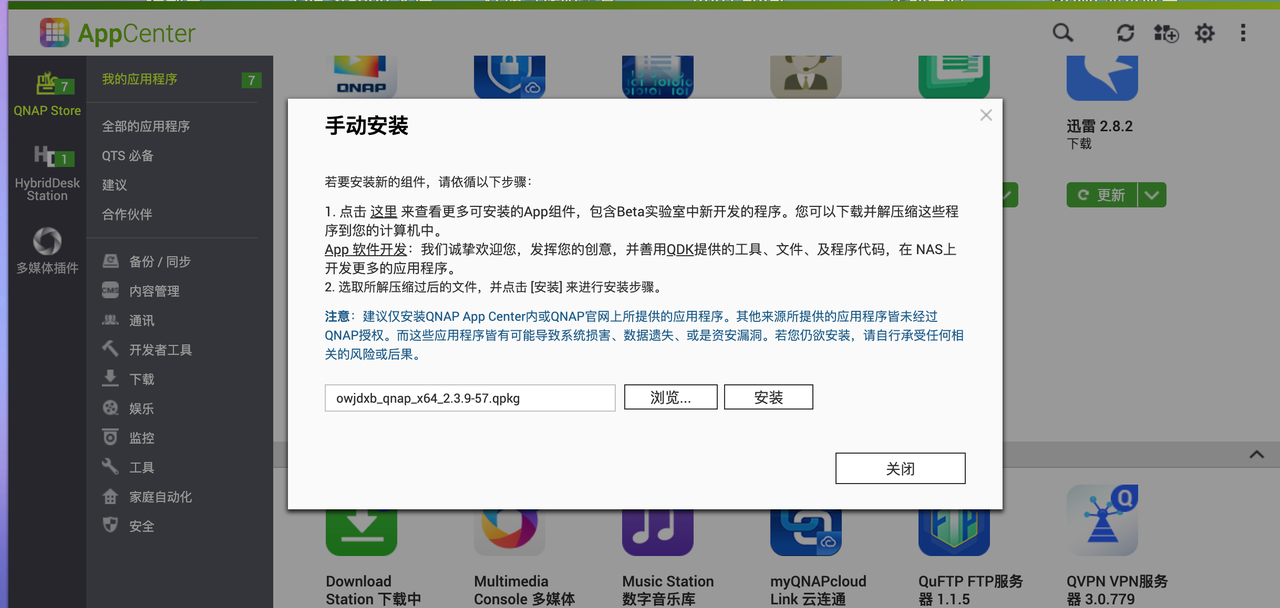 AppCenter
7
QNAP Store
1
HybridDesk
Station
多媒体插件
我的应用程序
7
全部的应用程序
QTS 必备
建议
合作伙伴
备份 / 同步
内容管理
通讯
开发者工具
下载
娱乐
监控
工具
家庭自动化
安全
QNAP
迅雷 2.8.2
下载
更新
手动安装
若要安装新的组件，请依循以下步骤：
1. 点击 这里 来查看更多可安装的App组件，包含Beta实验室中新开发的程序。您可以下载并解压缩这些程
序到您的计算机中。
App 软件开发：我们诚挚欢迎您，发挥您的创意，并善用QDK提供的工具、文件、及程序代码，在 NAS上
开发更多的应用程序。
2. 选取所解压缩过后的文件，并点击 [安装] 来进行安装步骤。
注意：建议仅安装QNAP App Center内或QNAP官网上所提供的应用程序。其他来源所提供的应用程序皆未经过
QNAP授权。而这些应用程序皆有可能导致系统损害、数据遗失、或是资安漏洞。若您仍欲安装，请自行承受任何相
关的风险或后果。
owjdxb_qnap_x64_2.3.9-57.qpkg
浏览...
安装
关闭
Download
Station 下载中
Multimedia
Console 多媒体
Music Station
数字音乐库
myQNAPcloud
Link 云连通
QuFTP FTP服务
器 1.1.5
QVPN VPN服务
器 3.0.779